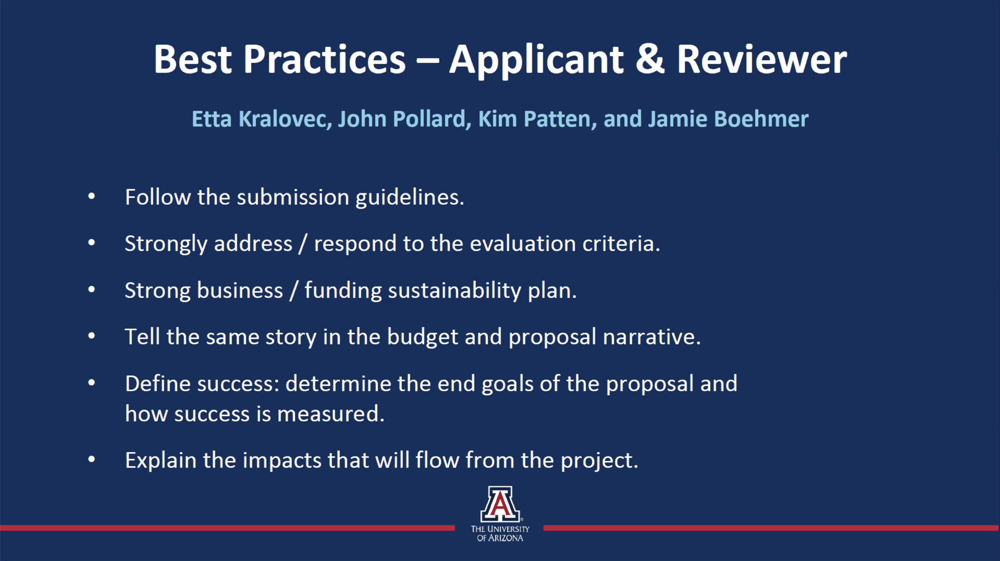 Best Practices – Applicant & Reviewer
Etta Kralovec, John Pollard, Kim Patten, and Jamie Boehmer
• Follow the submission guidelines.
• Strongly address / respond to the evaluation criteria.
• Strong business / funding sustainability plan.
• Tell the same story in the budget and proposal narrative.
• Define success: determine the end goals of the proposal and
how success is measured.
• Explain the impacts that will flow from the project.
A ®
THE UNIVERSITY
OF ARIZONA